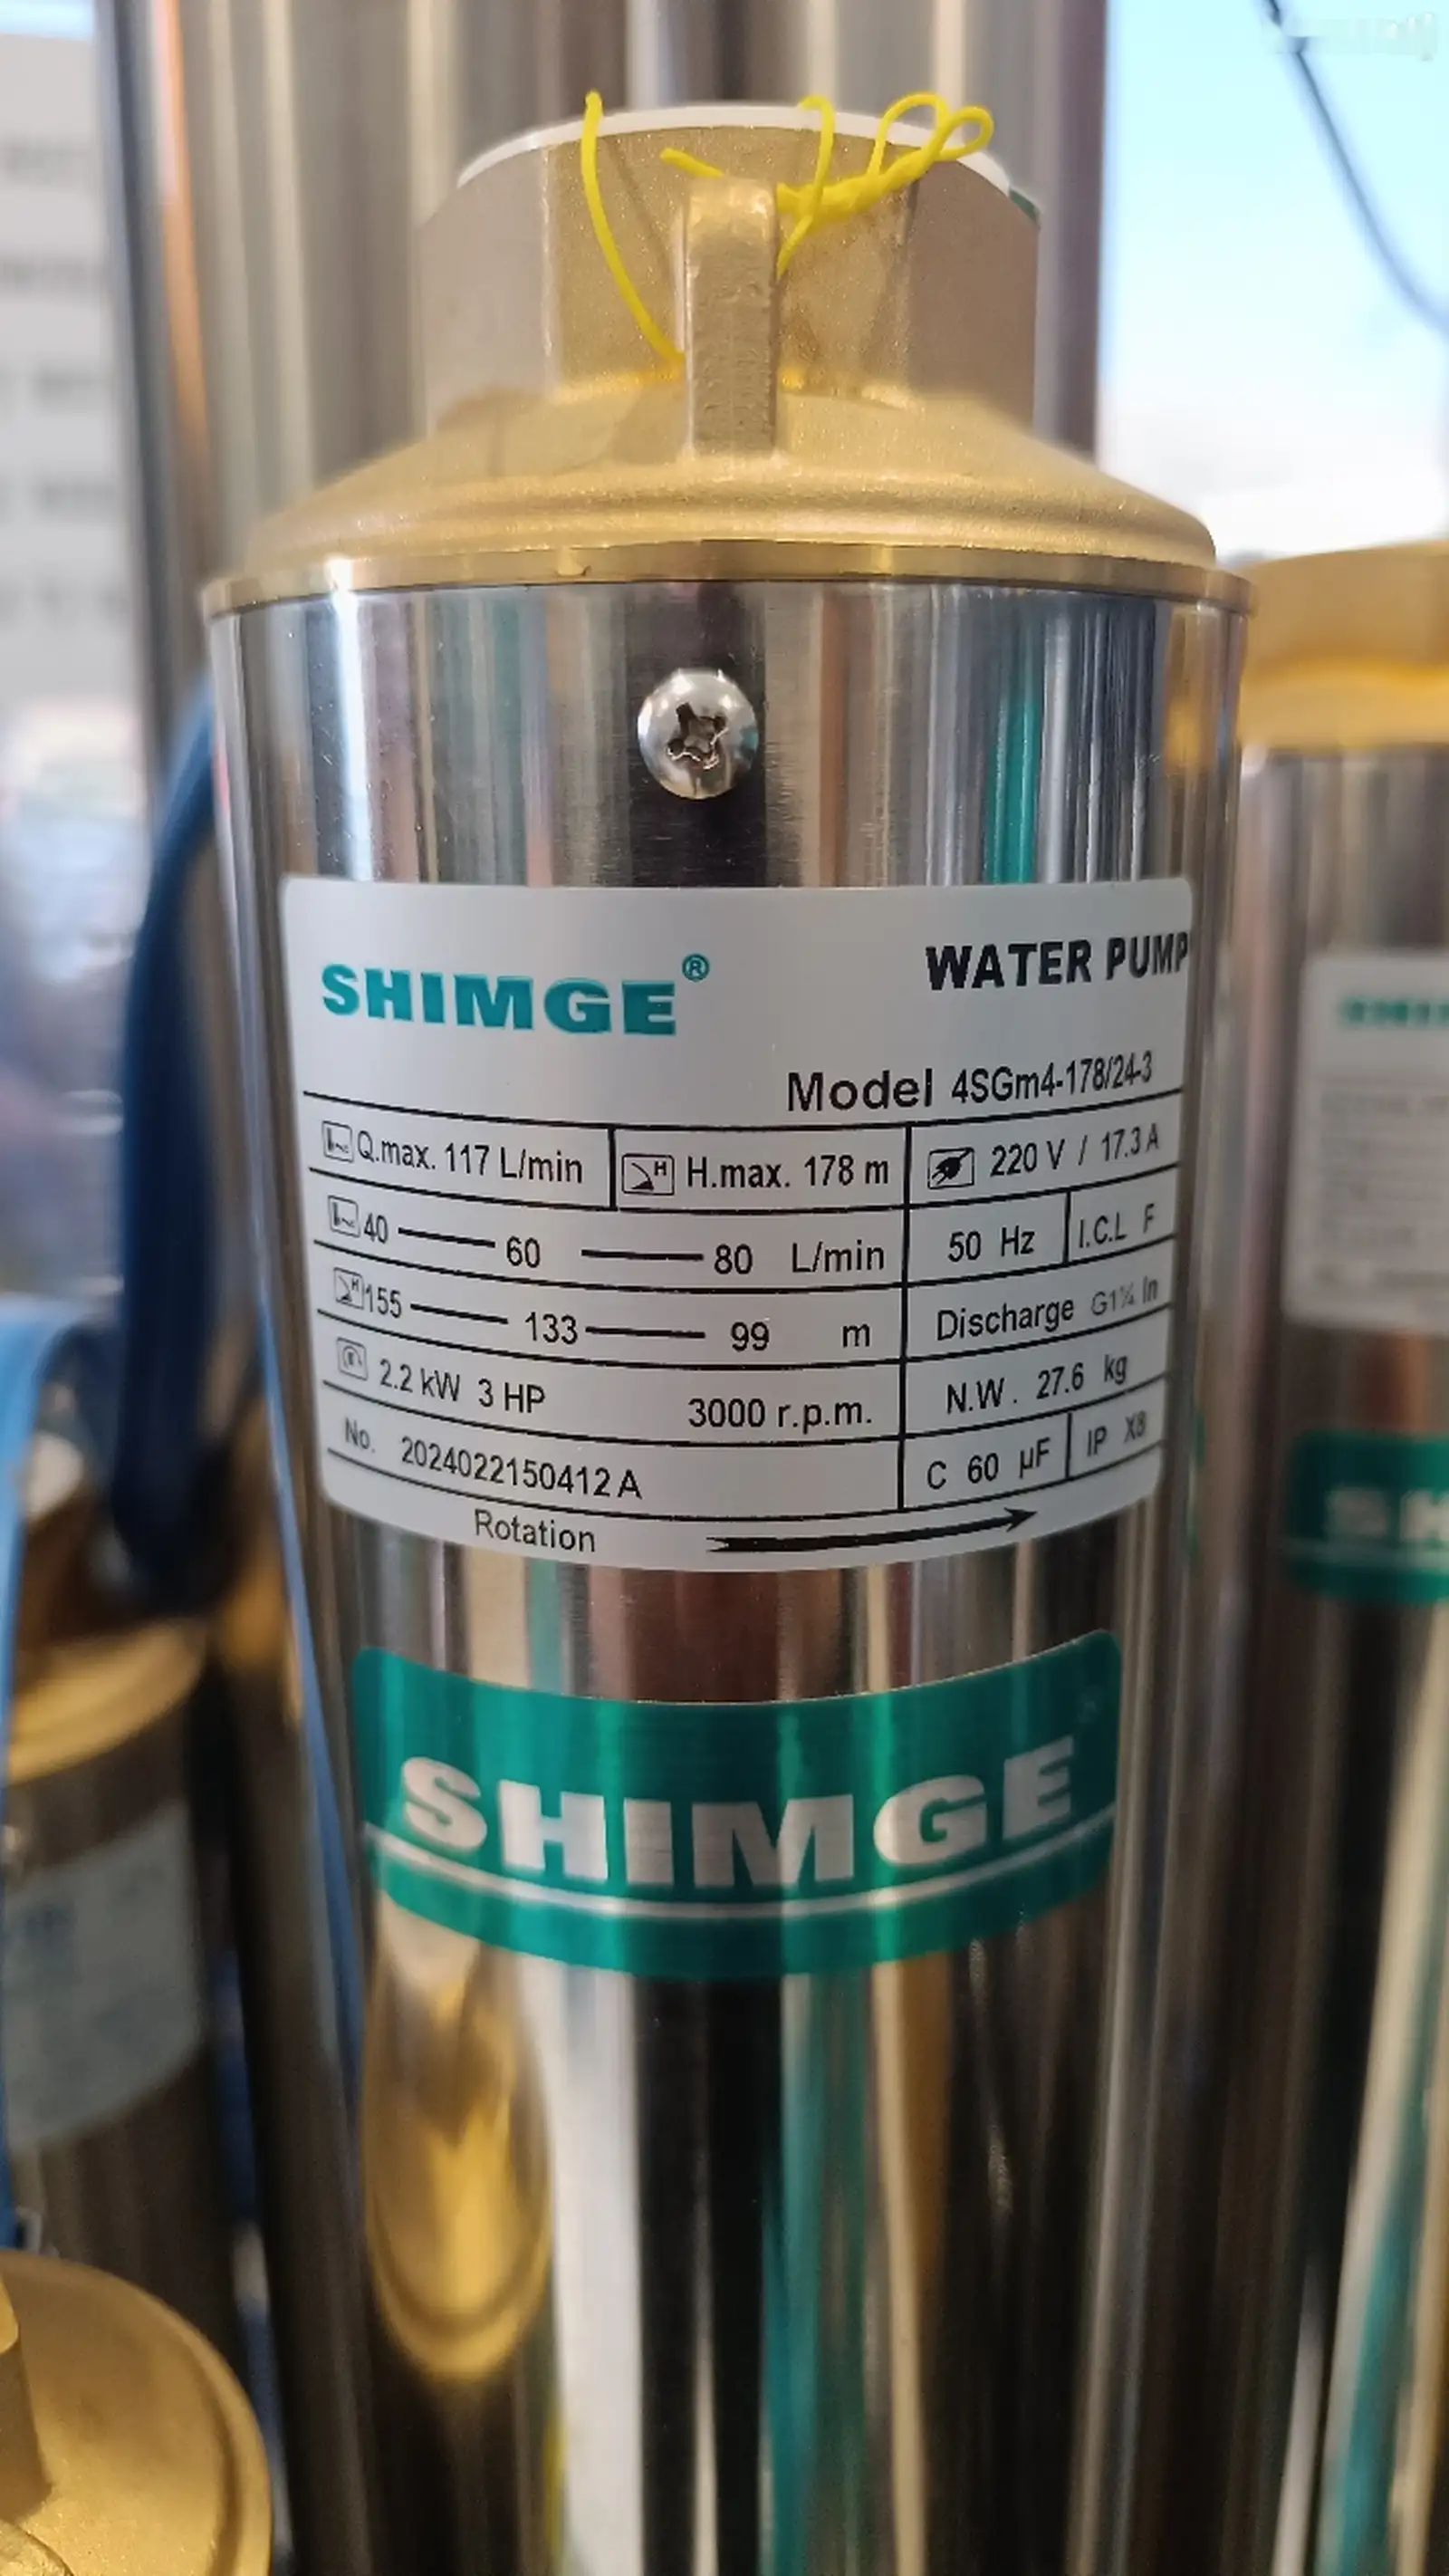 SHIMGE®
WATER PUMP
Model 4SGm4-178/24-3
Q.max. 117 L/min H.max. 178 m 220 V / 17.3 A
40 — 60 — 80 L/min 50 Hz I.C.L F
155 — 133 — 99 m Discharge G1¼ In
2.2 kW 3 HP 3000 r.p.m. N.W. 27.6 kg
No. 2024022150412 A C 60 µF IP X8
Rotation
SHIMGE